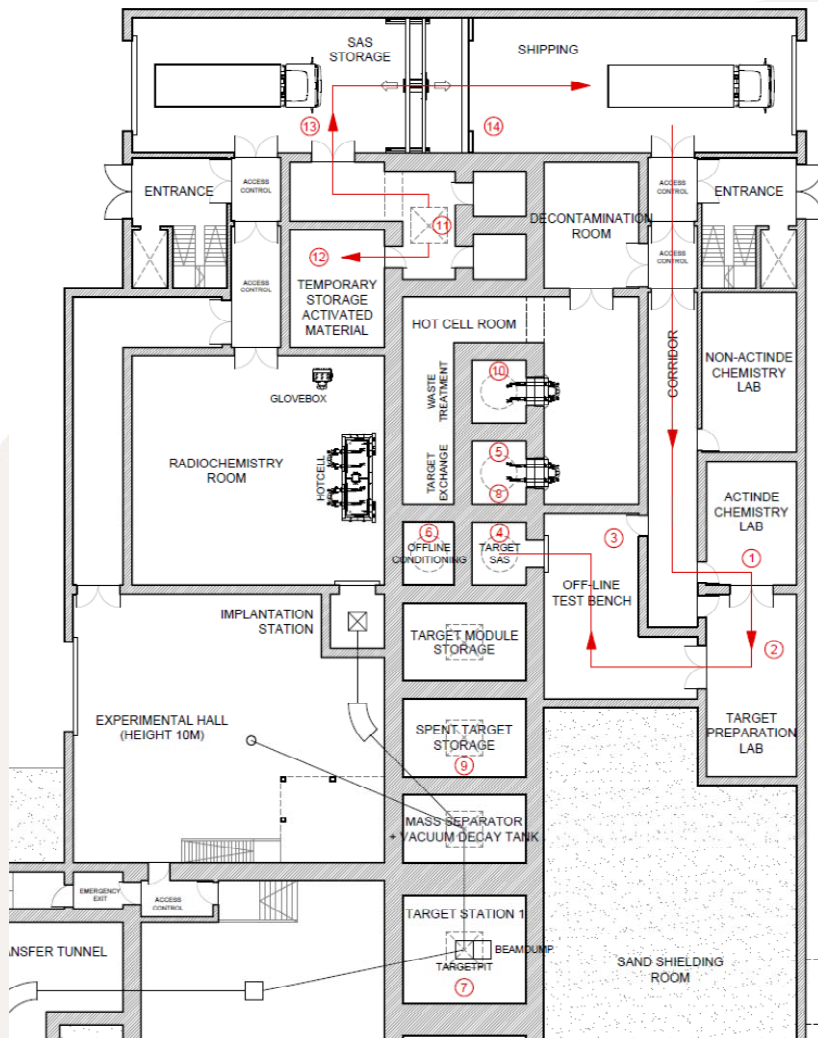 SAS
STORAGE
SHIPPING
13
14
ENTRANCE
ACCESS
CONTROL
ACCESS
CONTROL
ENTRANCE
DECONTAMINATION
ROOM
11
12
TEMPORARY
STORAGE
ACTIVATED
MATERIAL
ACCESS
CONTROL
ACCESS
CONTROL
HOT CELL ROOM
CORRIDOR
NON-ACTINDE
CHEMISTRY
LAB
GLOVEBOX
WASTE
TREATMENT
10
RADIOCHEMISTRY
ROOM
HOTCELL
TARGET
EXCHANGE
5
8
ACTINDE
CHEMISTRY
LAB
6
OFFLINE
CONDITIONING
4
TARGET
SAS
3
1
OFF-LINE
TEST BENCH
IMPLANTATION
STATION
TARGET MODULE
STORAGE
2
EXPERIMENTAL HALL
(HEIGHT 10M)
SPENT TARGET
STORAGE
9
TARGET
PREPARATION
LAB
MASS SEPARATOR
+ VACUUM DECAY TANK
EMERGENCY
EXIT
ACCESS
CONTROL
TARGET STATION 1
BEAMDUMP
TARGETPIT
7
ANSFER TUNNEL
SAND SHIELDING
ROOM